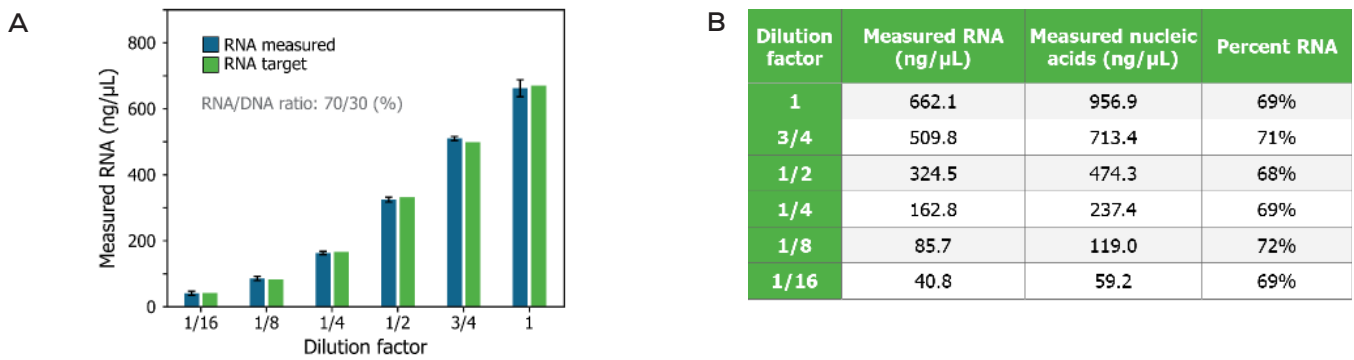 A
Measured RNA (ng/µL)
800
600
400
200
0
RNA measured
RNA target
RNA/DNA ratio: 70/30 (%)
1/16 1/8 1/4 1/2 3/4 1
Dilution factor
B
Dilution factor Measured RNA (ng/µL) Measured nucleic acids (ng/µL) Percent RNA
1 662.1 956.9 69%
3/4 509.8 713.4 71%
1/2 324.5 474.3 68%
1/4 162.8 237.4 69%
1/8 85.7 119.0 72%
1/16 40.8 59.2 69%